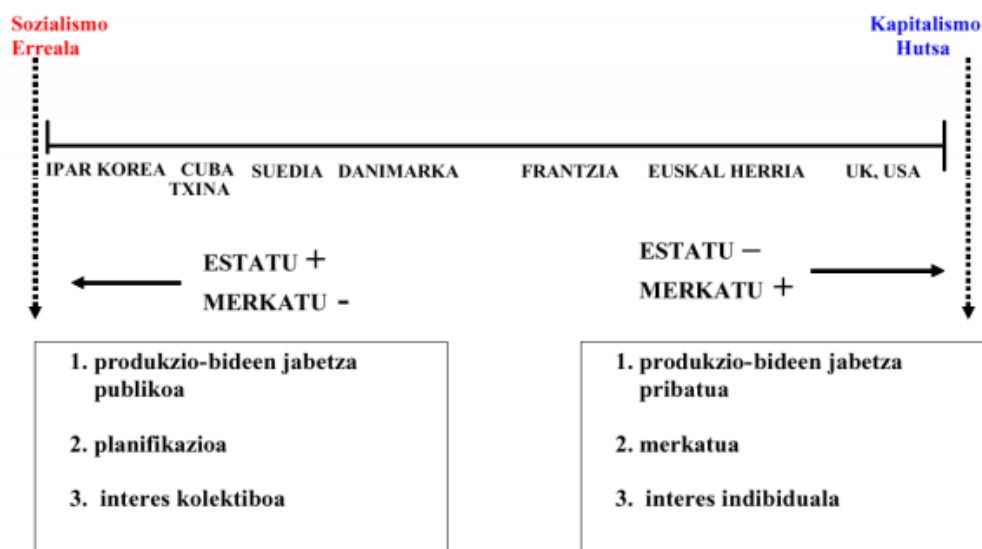 Sozialismo
Erreala
Kapitalismo
Hutsa
IPAR KOREA CUBA SUEDIA DANIMARKA FRANTZIA EUSKAL HERRIA UK, USA
TXINA
ESTATU +
MERKATU -
ESTATU –
MERKATU +
1. produkzio-bideen jabetza
publikoa
2. planifikazioa
3. interes kolektiboa
1. produkzio-bideen jabetza
pribatua
2. merkatua
3. interes indibiduala